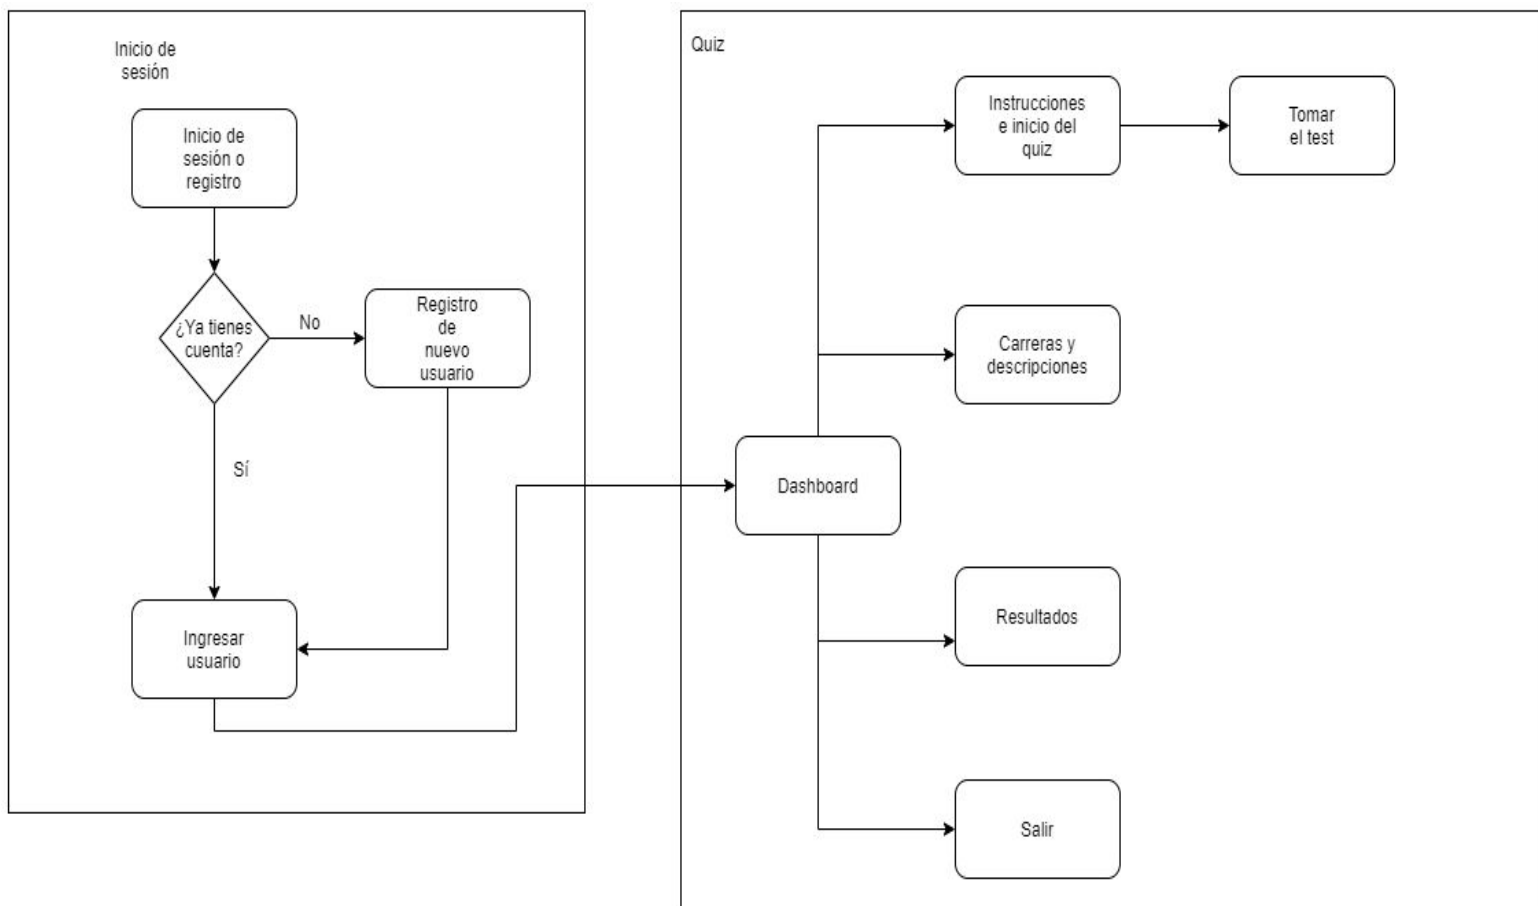 Inicio de
sesión
Inicio de
sesión o
registro
¿Ya tienes
cuenta?
No
Registro
de
nuevo
usuario
Sí
Ingresar
usuario
Quiz
Instrucciones
e inicio del
quiz
Tomar
el test
Carreras y
descripciones
Dashboard
Resultados
Salir